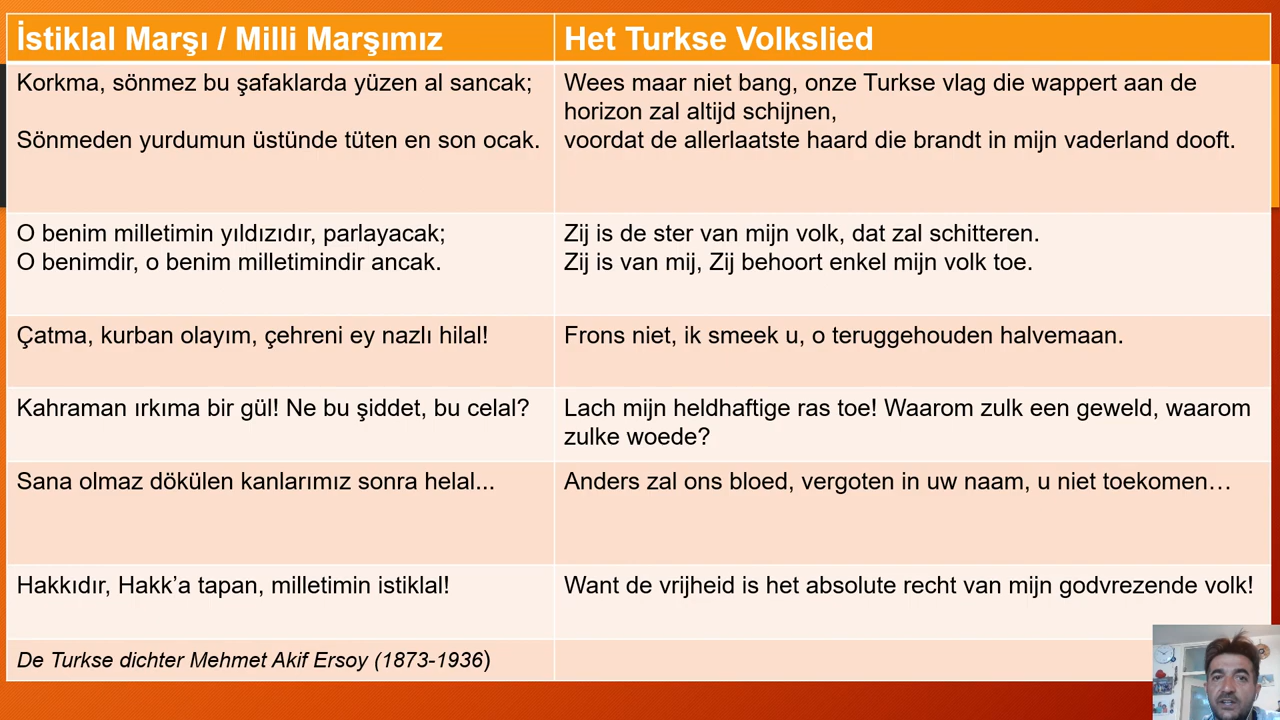 İstiklal Marşı / Milli Marşımız
Het Turkse Volkslied
Korkma, sönmez bu şafaklarda yüzen al sancak;
Sönmeden yurdumun üstünde tüten en son ocak.
Wees maar niet bang, onze Turkse vlag die wappert aan de
horizon zal altijd schijnen,
voordat de allerlaatste haard die brandt in mijn vaderland dooft.
O benim milletimin yıldızıdır, parlayacak;
O benimdir, o benim milletimindir ancak.
Zij is de ster van mijn volk, dat zal schitteren.
Zij is van mij, Zij behoort enkel mijn volk toe.
Çatma, kurban olayım, çehreni ey nazlı hilal!
Frons niet, ik smeek u, o teruggehouden halvemaan.
Kahraman ırkıma bir gül! Ne bu şiddet, bu celal?
Lach mijn heldhaftige ras toe! Waarom zulk een geweld, waarom
zulke woede?
Sana olmaz dökülen kanlarımız sonra helal...
Anders zal ons bloed, vergoten in uw naam, u niet toekomen…
Hakkıdır, Hakk’a tapan, milletimin istiklal!
Want de vrijheid is het absolute recht van mijn godvrezende volk!
De Turkse dichter Mehmet Akif Ersoy (1873-1936)